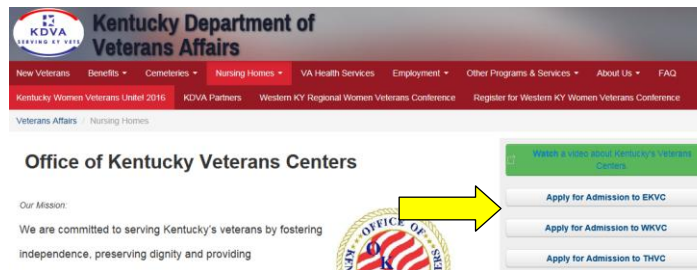 KDVA
SERVING KY VETS
Kentucky Department of
Veterans Affairs
New Veterans Benefits Cemeteries Nursing Homes VA Health Services Employment Other Programs & Services About Us FAQ
Kentucky Women Veterans Unite! 2016 KDVA Partners Western KY Regional Women Veterans Conference Register for Western KY Women Veterans Conference
Veterans Affairs / Nursing Homes
Office of Kentucky Veterans Centers
Watch a video about Kentucky's Veterans
Centers
Our Mission:
Apply for Admission to EKVC
We are committed to serving Kentucky's veterans by fostering
Apply for Admission to WKVC
independence, preserving dignity and providing
Apply for Admission to THVC
OFFICE OF
OK